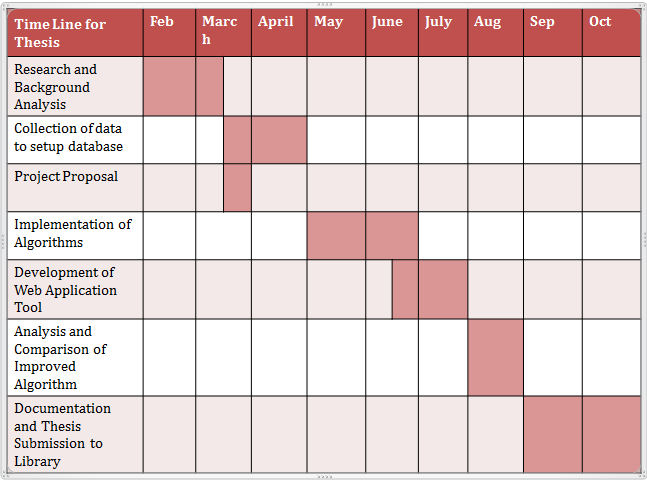 Time Line for Feb Marc April May June July Aug Sep Oct
Thesis h
Research and
Background
Analysis
Collection of data
to setup database
Project Proposal
Implementation of
Algorithms
Development of
Web Application
Tool
Analysis and
Comparison of
Improved
Algorithm
Documentation
and Thesis
Submission to
Library